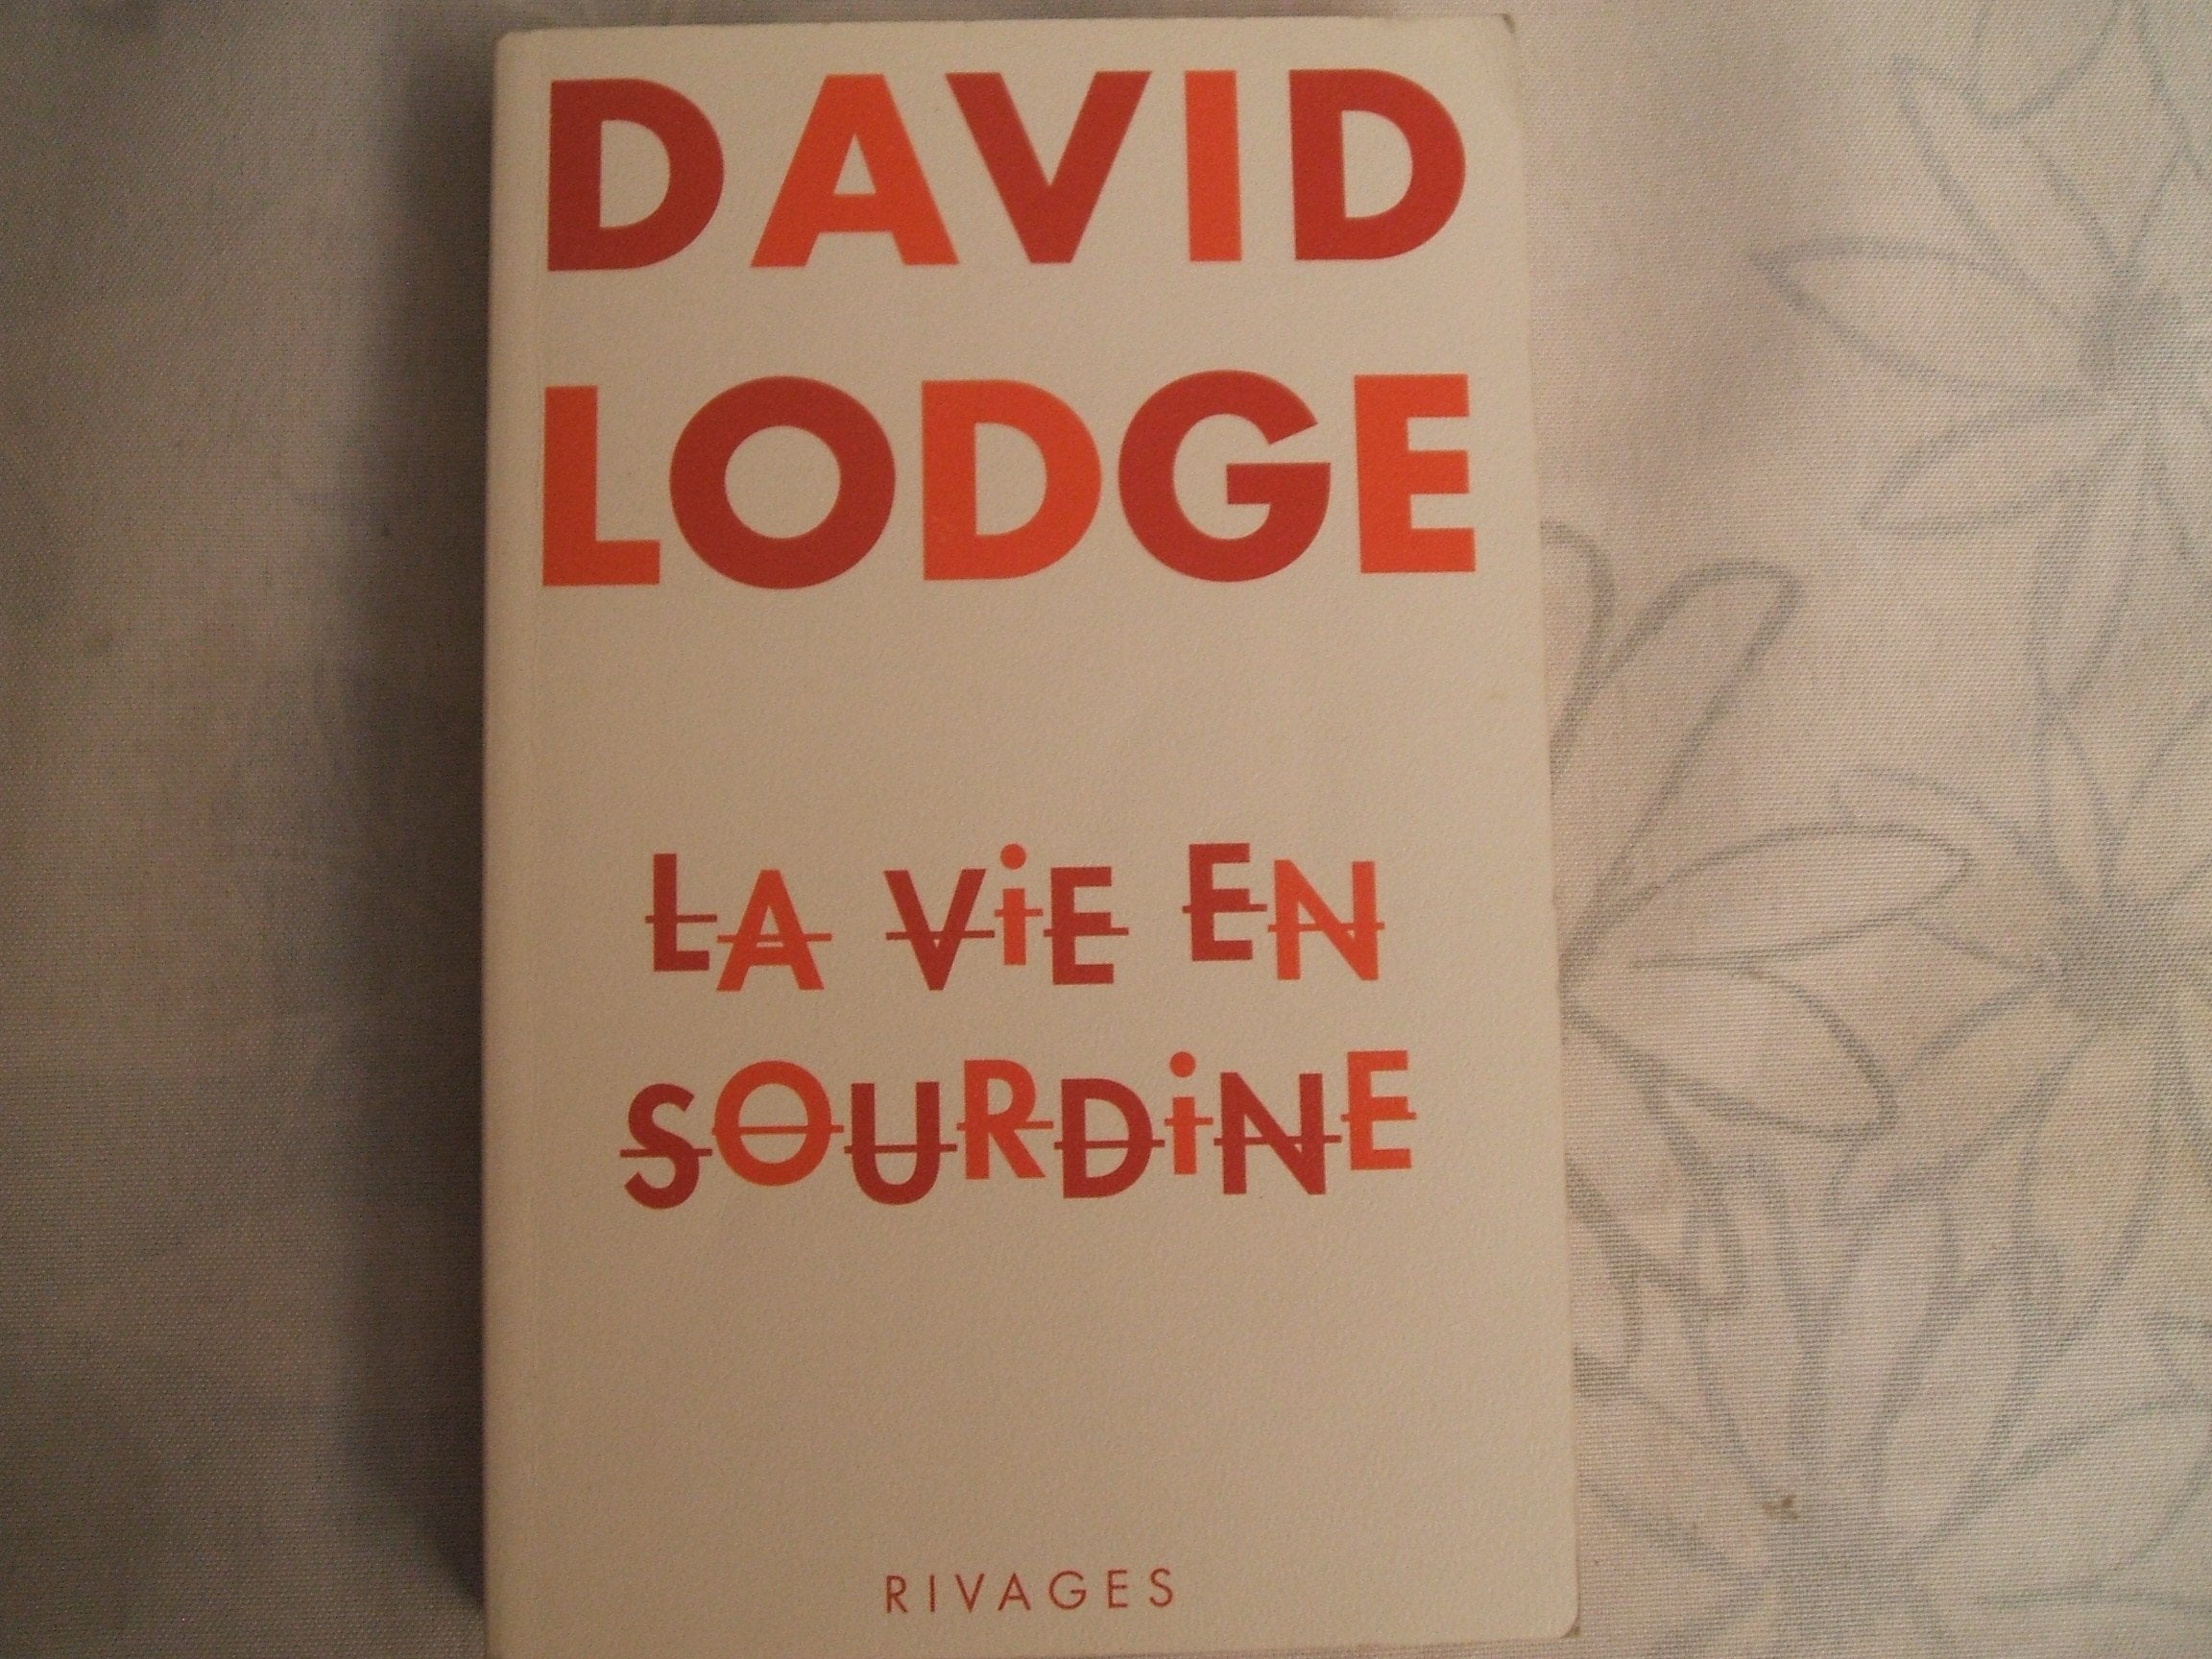 DAVID
LODGE
LA ViE EN
SOURDiNE
RIVAGES